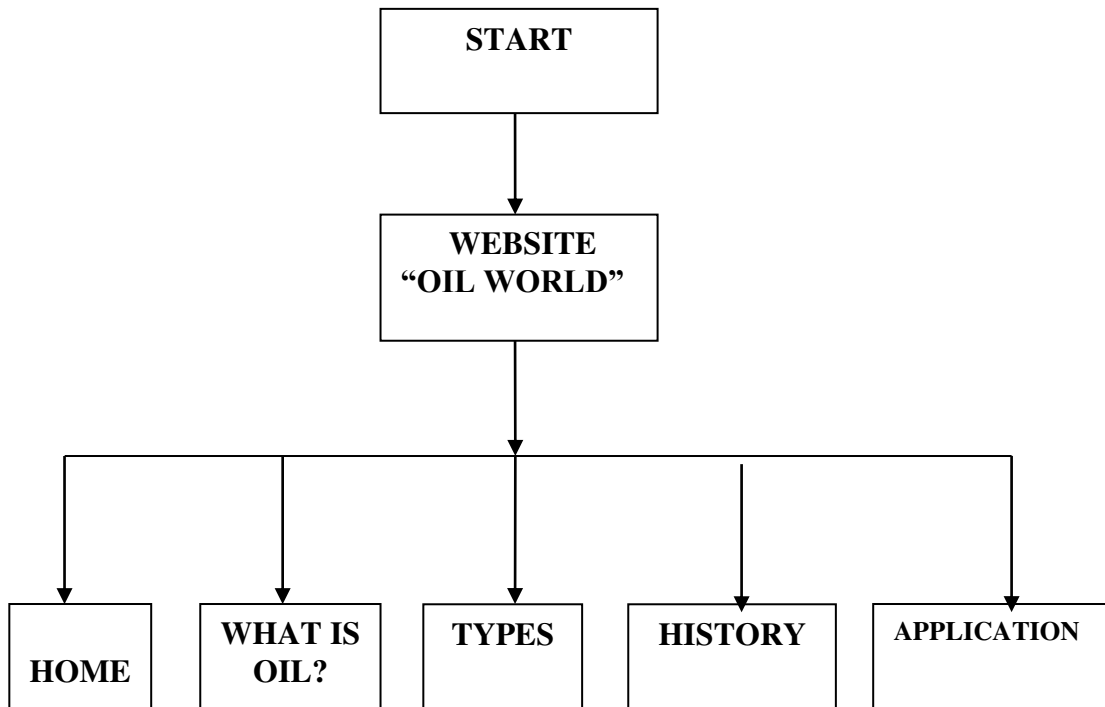 START
WEBSITE
“OIL WORLD”
HOME
WHAT IS
OIL?
TYPES
HISTORY
APPLICATION